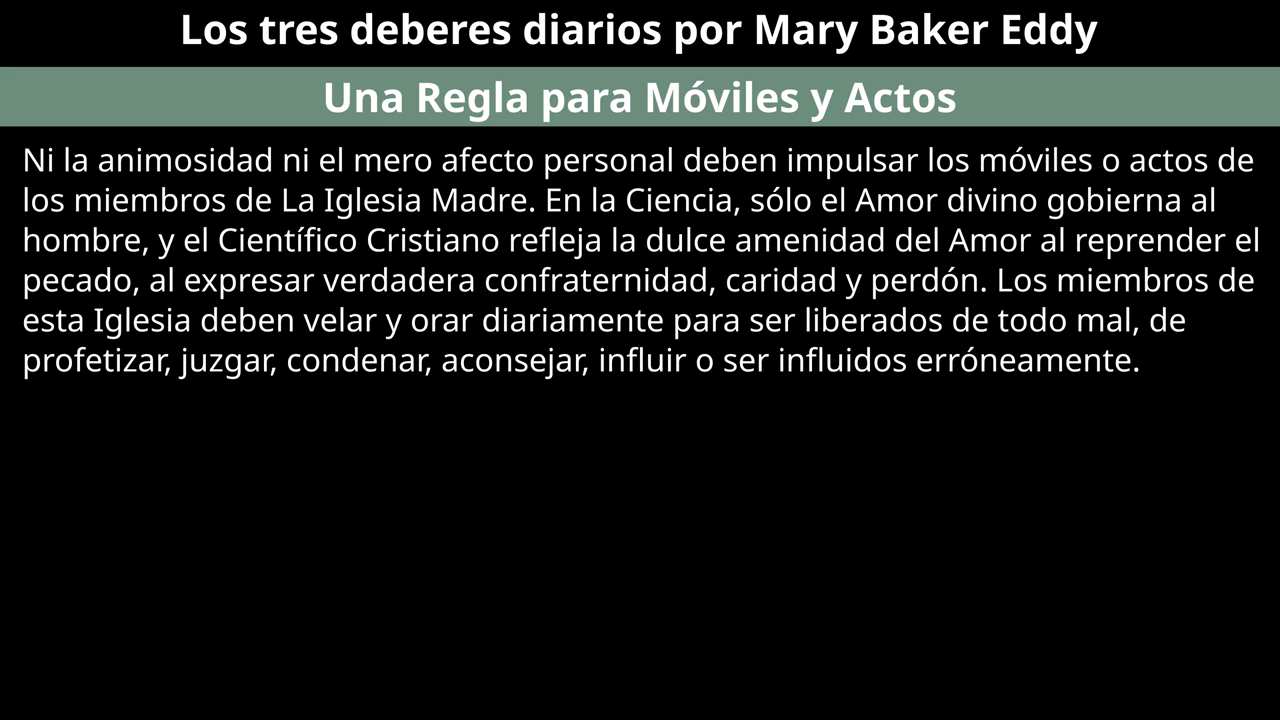 Los tres deberes diarios por Mary Baker Eddy
Una Regla para Móviles y Actos
Ni la animosidad ni el mero afecto personal deben impulsar los móviles o actos de
los miembros de La Iglesia Madre. En la Ciencia, sólo el Amor divino gobierna al
hombre, y el Científico Cristiano refleja la dulce amenidad del Amor al reprender el
pecado, al expresar verdadera confraternidad, caridad y perdón. Los miembros de
esta Iglesia deben velar y orar diariamente para ser liberados de todo mal, de
profetizar, juzgar, condenar, aconsejar, influir o ser influidos erróneamente.